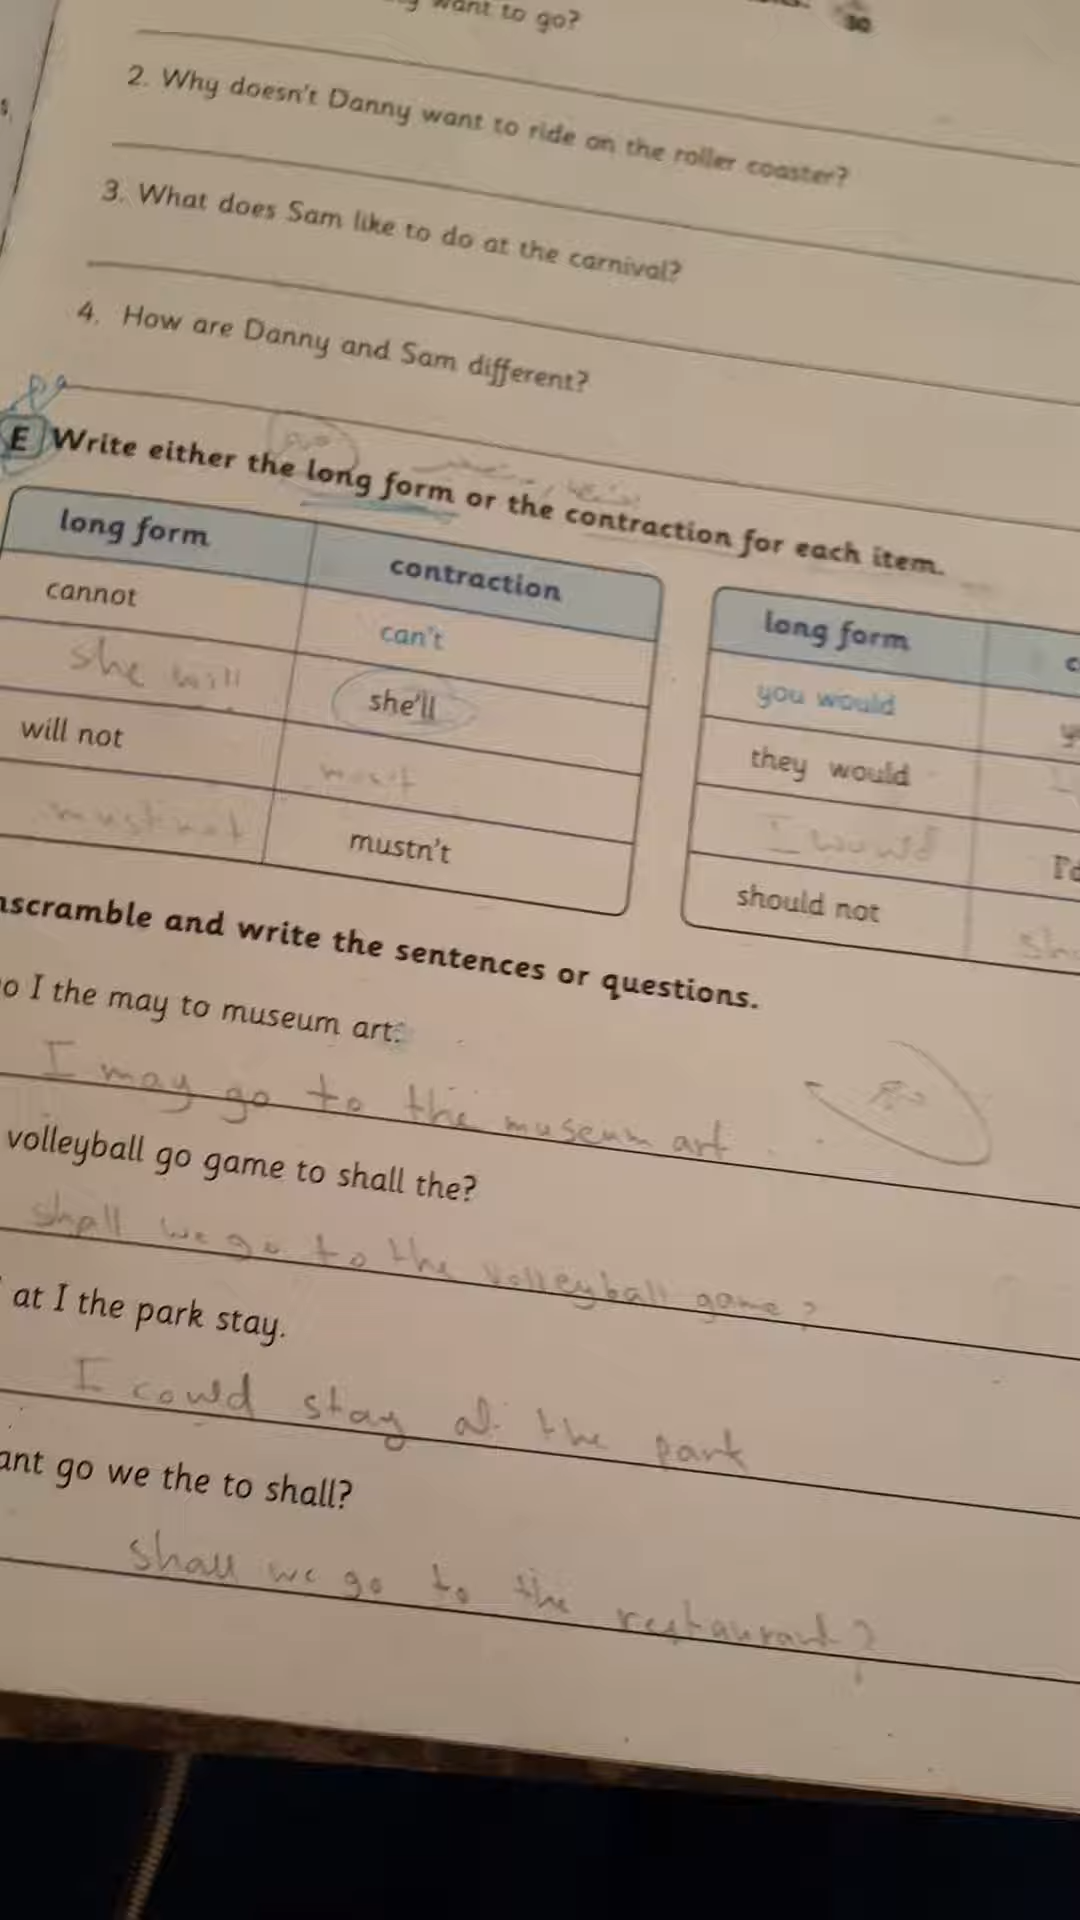 want to go?
30
2. Why doesn't Danny want to ride on the roller coaster?
3. What does Sam like to do at the carnival?
4. How are Danny and Sam different?
E Write either the long form or the contraction for each item.
long form contraction
cannot can't
she will she'll
will not won't
must not mustn't
long form
you would
they would
I would I'd
should not
nscramble and write the sentences or questions.
o I the may to museum art.
I may go to the museum art
volleyball go game to shall the?
shall we go to the volleyball game?
at I the park stay.
I could stay at the park
ant go we the to shall?
shall we go to the restaurant?